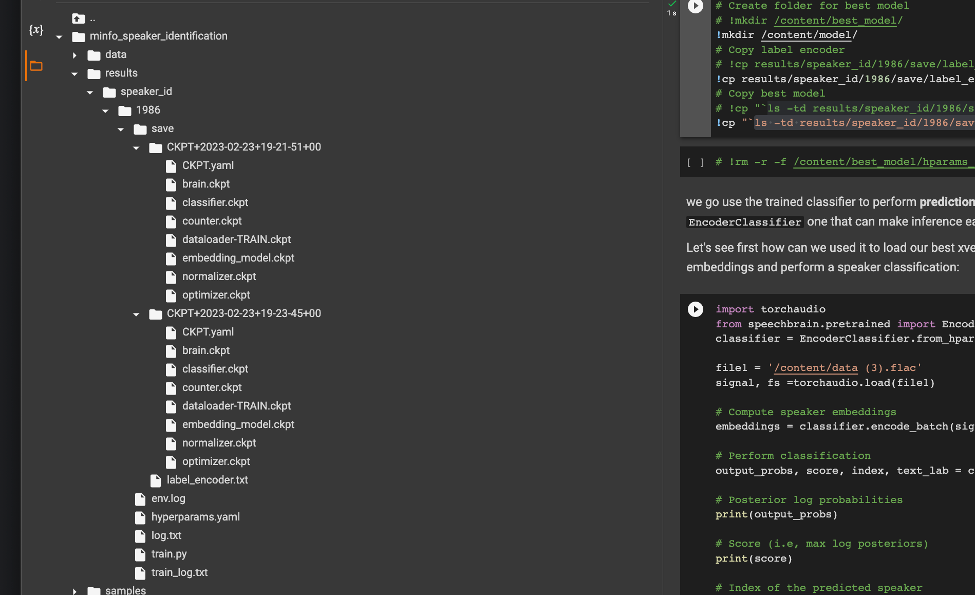 ..
{x}
minfo_speaker_identification
data
results
speaker_id
1986
save
CKPT+2023-02-23+19-21-51+00
CKPT.yaml
brain.ckpt
classifier.ckpt
counter.ckpt
dataloader-TRAIN.ckpt
embedding_model.ckpt
normalizer.ckpt
optimizer.ckpt
CKPT+2023-02-23+19-23-45+00
CKPT.yaml
brain.ckpt
classifier.ckpt
counter.ckpt
dataloader-TRAIN.ckpt
embedding_model.ckpt
normalizer.ckpt
optimizer.ckpt
label_encoder.txt
env.log
hyperparams.yaml
log.txt
train.py
train_log.txt
samples
1s
# Create folder for best model
# !mkdir /content/best_model/
!mkdir /content/model/
# Copy label encoder
# !cp results/speaker_id/1986/save/label
!cp results/speaker_id/1986/save/label_e
# Copy best model
# !cp "`ls -td results/speaker_id/1986/s
!cp "`ls -td results/speaker_id/1986/sav
[ ] # !rm -r -f /content/best_model/hparams_
we go use the trained classifier to perform prediction
EncoderClassifier one that can make inference ea
Let's see first how can we used it to load our best xve
embeddings and perform a speaker classification:
import torchaudio
from speechbrain.pretrained import Encod
classifier = EncoderClassifier.from_hpar
file1 = '/content/data (3).flac'
signal, fs =torchaudio.load(file1)
# Compute speaker embeddings
embeddings = classifier.encode_batch(sig
# Perform classification
output_probs, score, index, text_lab = c
# Posterior log probabilities
print(output_probs)
# Score (i.e, max log posteriors)
print(score)
# Index of the predicted speaker